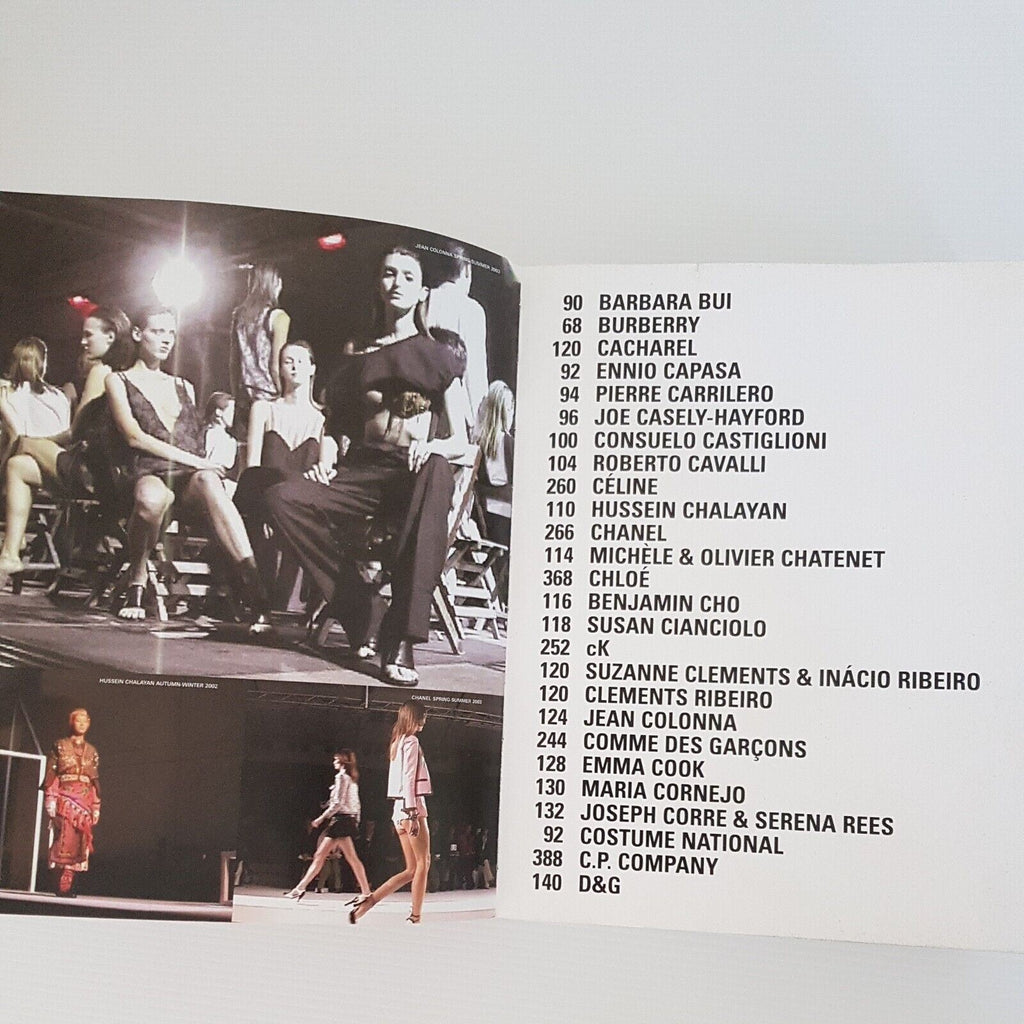 JEAN COLONNA SPRING-SUMMER 2003
HUSSEIN CHALAYAN AUTUMN-WINTER 2002
CHANEL SPRING-SUMMER 2003
90 BARBARA BUI
68 BURBERRY
120 CACHAREL
92 ENNIO CAPASA
94 PIERRE CARRILERO
96 JOE CASELY-HAYFORD
100 CONSUELO CASTIGLIONI
104 ROBERTO CAVALLI
260 CÉLINE
110 HUSSEIN CHALAYAN
266 CHANEL
114 MICHÈLE & OLIVIER CHATENET
368 CHLOÉ
116 BENJAMIN CHO
118 SUSAN CIANCIOLO
252 cK
120 SUZANNE CLEMENTS & INÁCIO RIBEIRO
120 CLEMENTS RIBEIRO
124 JEAN COLONNA
244 COMME DES GARÇONS
128 EMMA COOK
130 MARIA CORNEJO
132 JOSEPH CORRE & SERENA REES
92 COSTUME NATIONAL
388 C.P. COMPANY
140 D&G